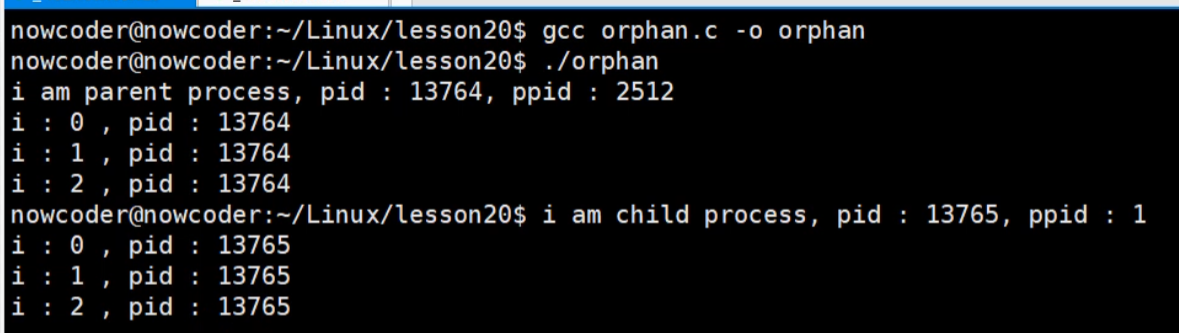 nowcoder@nowcoder:~/Linux/lesson20$ gcc orphan.c -o orphan
nowcoder@nowcoder:~/Linux/lesson20$ ./orphan
i am parent process, pid : 13764, ppid : 2512
i : 0 , pid : 13764
i : 1 , pid : 13764
i : 2 , pid : 13764
nowcoder@nowcoder:~/Linux/lesson20$ i am child process, pid : 13765, ppid : 1
i : 0 , pid : 13765
i : 1 , pid : 13765
i : 2 , pid : 13765